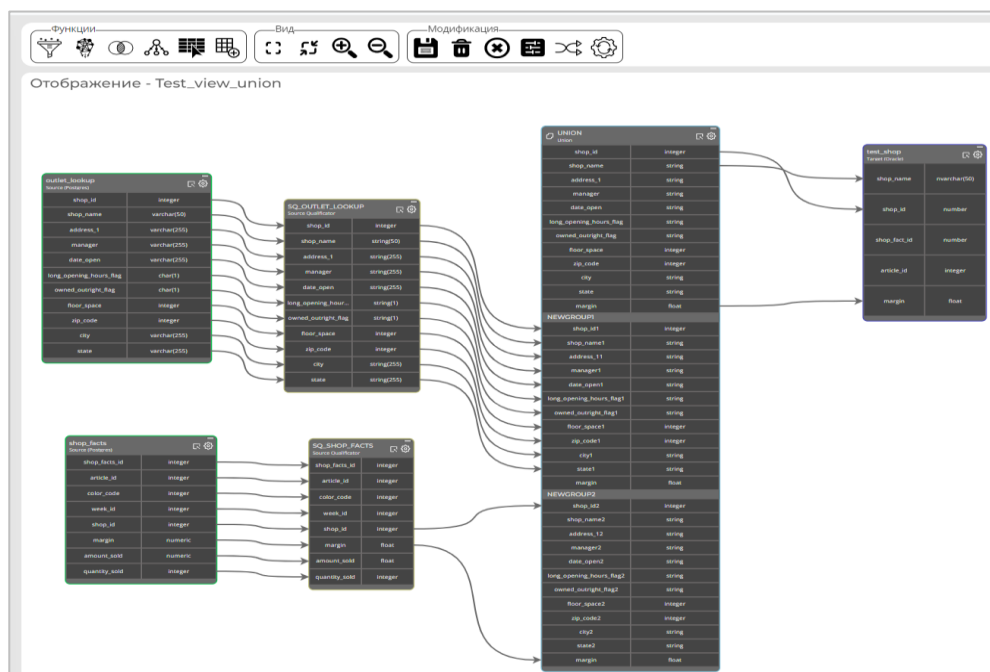 Функции
Вид
Модификация
Отображение - Test_view_union
outlet_lookup
Source (Postgres)
shop_id integer
shop_name varchar(50)
address_1 varchar(255)
manager varchar(255)
date_open varchar(255)
long_opening_hours_flag char(1)
owned_outright_flag char(1)
floor_space integer
zip_code integer
city varchar(255)
state varchar(255)
SQ_OUTLET_LOOKUP
Source Qualificator
shop_id integer
shop_name string(50)
address_1 string(255)
manager string(255)
date_open string(255)
long_opening_hour... string(1)
owned_outright_flag string(1)
floor_space integer
zip_code integer
city string(255)
state string(255)
shop_facts
Source (Postgres)
shop_facts_id integer
article_id integer
color_code integer
week_id integer
shop_id integer
margin numeric
amount_sold numeric
quantity_sold integer
SQ_SHOP_FACTS
Source Qualificator
shop_facts_id integer
article_id integer
color_code integer
week_id integer
shop_id integer
margin float
amount_sold float
quantity_sold integer
UNION
Union
shop_id integer
shop_name string
address_1 string
manager string
date_open string
long_opening_hours_flag string
owned_outright_flag string
floor_space integer
zip_code integer
city string
state string
margin float
NEWGROUP1
shop_id1 integer
shop_name1 string
address_11 string
manager1 string
date_open1 string
long_opening_hours_flag1 string
owned_outright_flag1 string
floor_space1 integer
zip_code1 integer
city1 string
state1 string
margin float
NEWGROUP2
shop_id2 integer
shop_name2 string
address_12 string
manager2 string
date_open2 string
long_opening_hours_flag2 string
owned_outright_flag2 string
floor_space2 integer
zip_code2 integer
city2 string
state2 string
margin float
test_shop
Target (Oracle)
shop_name nvarchar(50)
shop_id number
shop_fact_id number
article_id integer
margin float